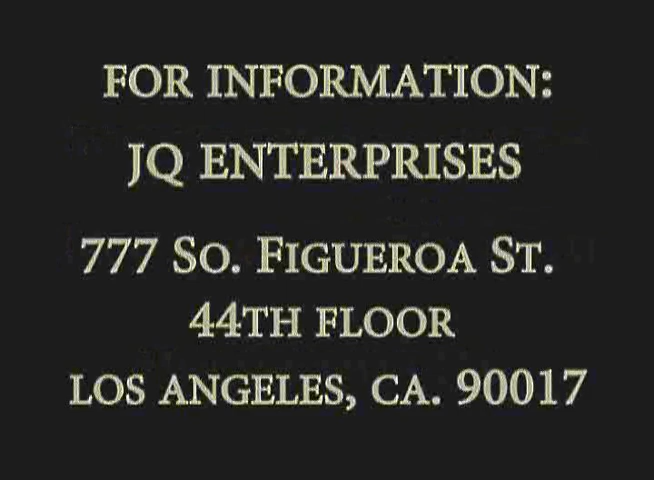 FOR INFORMATION:
JQ ENTERPRISES
777 SO. FIGUEROA ST.
44TH FLOOR
LOS ANGELES, CA. 90017